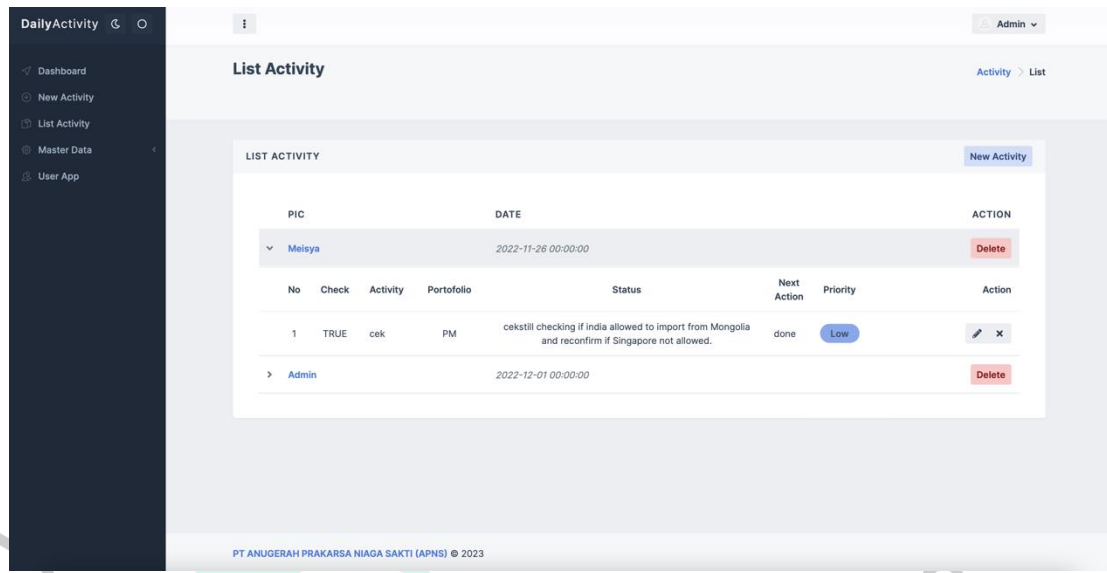 DailyActivity
Admin
Dashboard
New Activity
List Activity
Master Data
User App
List Activity
Activity > List
LIST ACTIVITY
New Activity
PIC DATE ACTION
Meisya 2022-11-26 00:00:00 Delete
No Check Activity Portofolio Status Next Action Priority Action
1 TRUE cek PM cekstill checking if india allowed to import from Mongolia and reconfirm if Singapore not allowed. done Low
Admin 2022-12-01 00:00:00 Delete
PT ANUGERAH PRAKARSA NIAGA SAKTI (APNS) © 2023